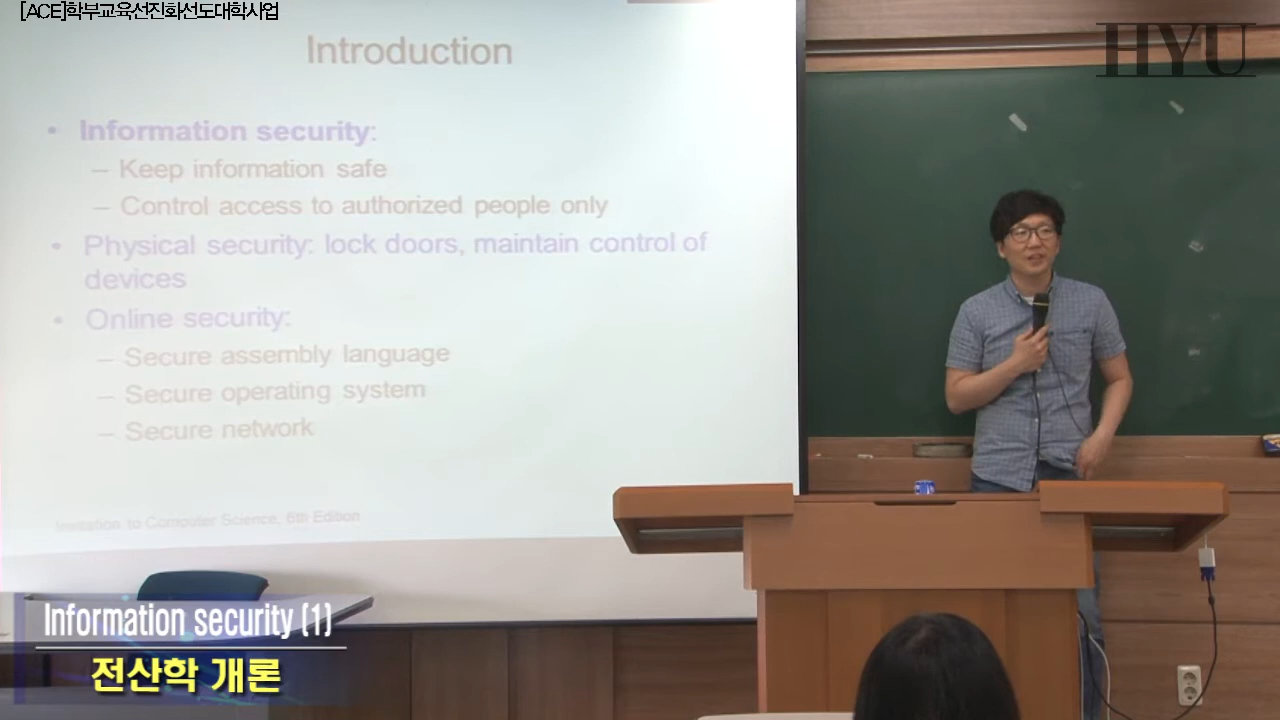 [ACE]학부교육선진화선도대학사업
HYU
Introduction
• Information security:
– Keep information safe
– Control access to authorized people only
• Physical security: lock doors, maintain control of
devices
• Online security:
– Secure assembly language
– Secure operating system
– Secure network
Invitation to Computer Science, 6th Edition
Information security (1)
전산학 개론